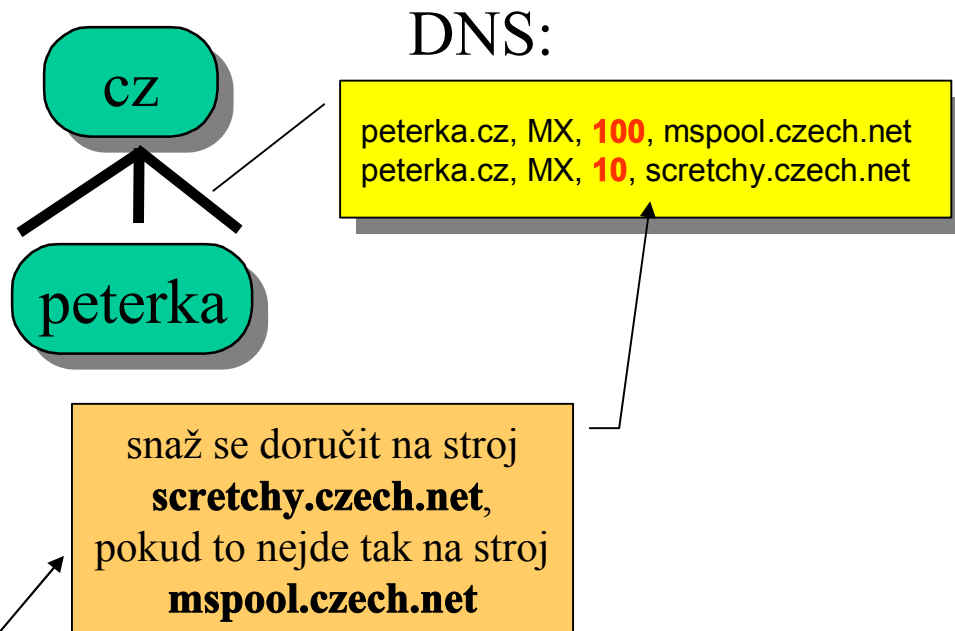 DNS:
cz
peterka.cz, MX, 100, mspool.czech.net
peterka.cz, MX, 10, scretchy.czech.net
peterka
snaž se doručit na stroj
scretchy.czech.net,
pokud to nejde tak na stroj
mspool.czech.net